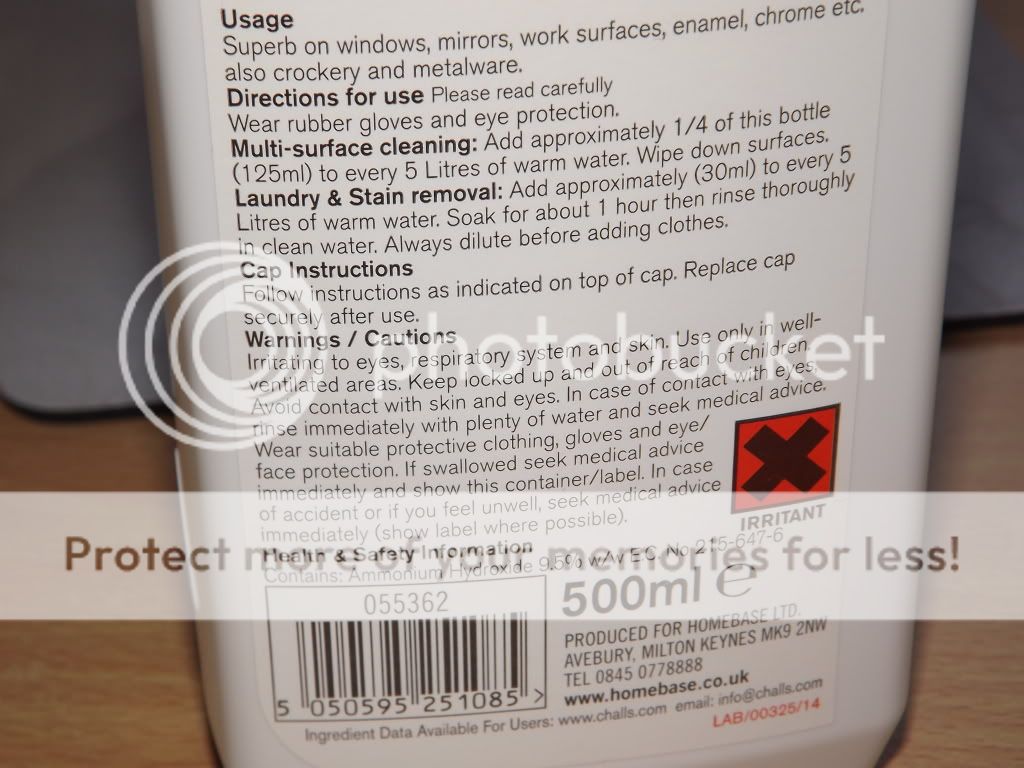 Usage
Superb on windows, mirrors, work surfaces, enamel, chrome etc.
also crockery and metalware.
Directions for use Please read carefully
Wear rubber gloves and eye protection.
Multi-surface cleaning: Add approximately 1/4 of this bottle
(125ml) to every 5 Litres of warm water. Wipe down surfaces.
Laundry & Stain removal: Add approximately (30ml) to every 5
Litres of warm water. Soak for about 1 hour then rinse thoroughly
in clean water. Always dilute before adding clothes.
Cap Instructions
Follow instructions as indicated on top of cap. Replace cap
securely after use.
Warnings / Cautions
Irritating to eyes, respiratory system and skin. Use only in well-
ventilated areas. Keep locked up and out of reach of children.
Avoid contact with skin and eyes. In case of contact with eyes,
rinse immediately with plenty of water and seek medical advice.
Wear suitable protective clothing, gloves and eye/
face protection. If swallowed seek medical advice
immediately and show this container/label. In case
of accident or if you feel unwell, seek medical advice
immediately (show label where possible).
IRRITANT
Health & Safety Information
Contains: Ammonium Hydroxide 9.5% w/w EC. No 215-647-6
055362
500ml e
PRODUCED FOR HOMEBASE LTD.
AVEBURY, MILTON KEYNES MK9 2NW
TEL 0845 0778888
www.homebase.co.uk
5 050595 251085 >
Ingredient Data Available For Users: www.challs.com email: info@challs.com
LAB/00325/14
photobucket
Protect more of your memories for less!